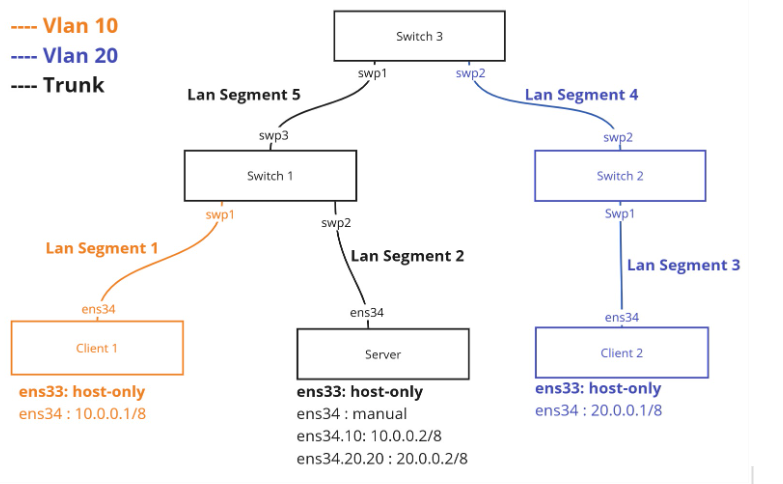 ---- Vlan 10
---- Vlan 20
---- Trunk
Switch 3
swp1
swp2
Lan Segment 5
Lan Segment 4
swp3
swp2
Switch 1
Switch 2
swp1
swp2
Swp1
Lan Segment 1
Lan Segment 2
Lan Segment 3
ens34
ens34
ens34
Client 1
Server
Client 2
ens33: host-only
ens34 : 10.0.0.1/8
ens33: host-only
ens34 : manual
ens34.10: 10.0.0.2/8
ens34.20.20 : 20.0.0.2/8
ens33: host-only
ens34 : 20.0.0.1/8